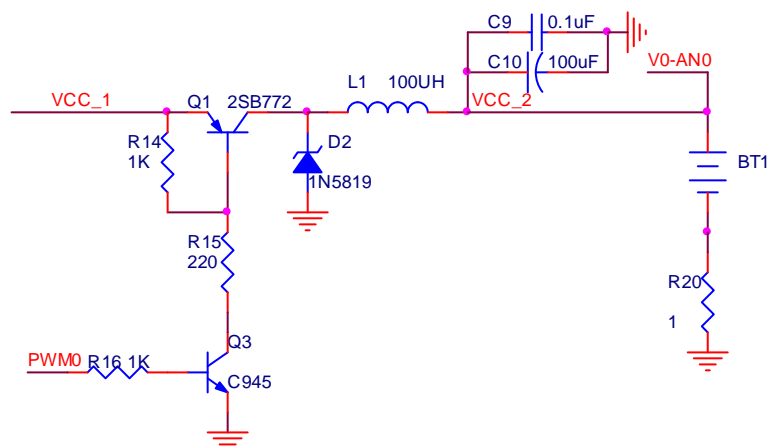 C9 0.1uF
C10 100uF
V0-AN0
L1 100UH
VCC_1
Q1 2SB772
VCC_2
R14
1K
D2
1N5819
BT1
R15
220
R20
1
Q3
PWM0
R16 1K
C945